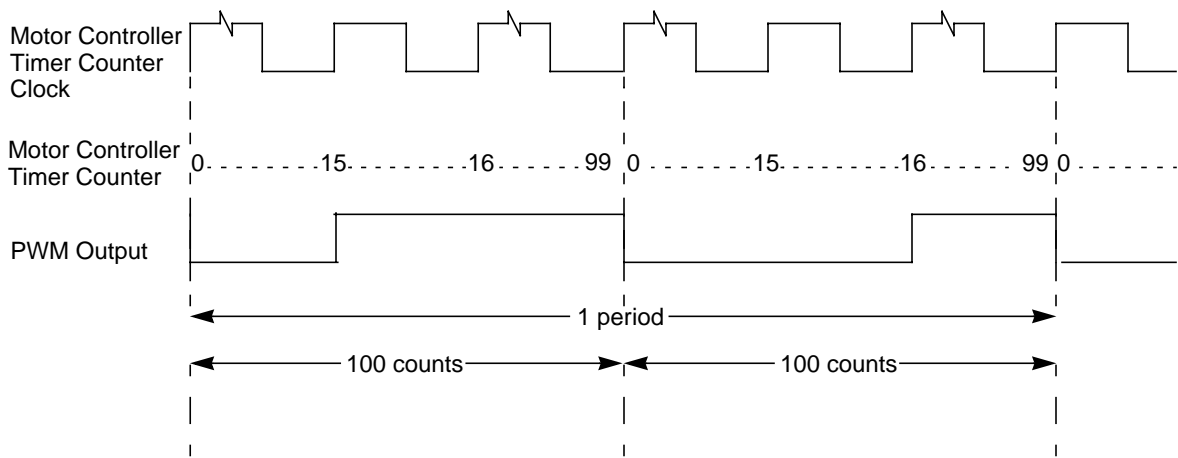 Motor Controller
Timer Counter
Clock
Motor Controller
Timer Counter
0 15 16 99 0 15 16 99 0
PWM Output
1 period
100 counts 100 counts